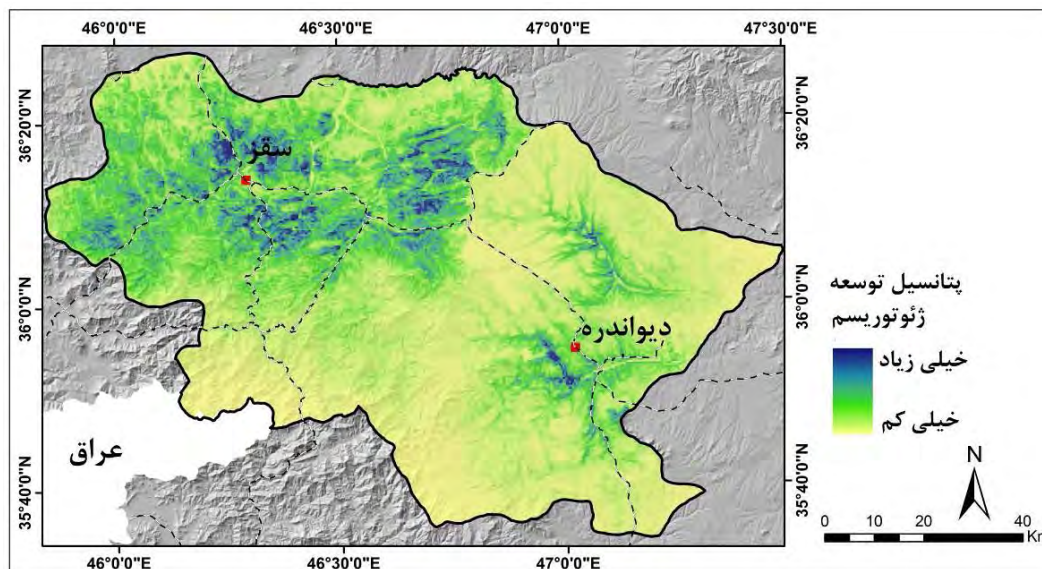 46°0'0"E 46°30'0"E 47°0'0"E 47°30'0"E
36°20'0"N
36°20'0"N
سقز
36°0'0"N
36°0'0"N
پتانسیل توسعه
ژئوتوریسم
دیواندره
خیلی زیاد
خیلی کم
عراق
35°40'0"N
35°40'0"N
N
0 10 20 40
Km
46°0'0"E 46°30'0"E 47°0'0"E